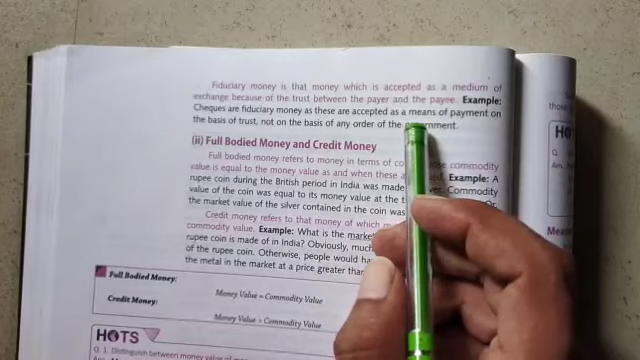 Fiduciary money is that money which is accepted as a medium of
exchange because of the trust between the payer and the payee. Example:
Cheques are fiduciary money as these are accepted as a means of payment on
the basis of trust, not on the basis of any order of the
(ii) Full Bodied Money and Credit Money
Full bodied money refers to money in terms of commodity
value is equal to the money value as and when these Example: A
rupee coin during the British period in India was made Commodity
value of the coin was equal to its money value at the Or,
the market value of the silver contained in the coin was
Credit money refers to that money of which
commodity value. Example: What is the market
rupee coin is made of in India? Obviously, much
of the rupee coin. Otherwise, people would
the metal in the market at a price greater than
Full Bodied Money:
Money Value = Commodity Value
Credit Money:
Money Value > Commodity Value
HOTS
Q. 1. Distinguish between money value of
those
Q.
Ans.